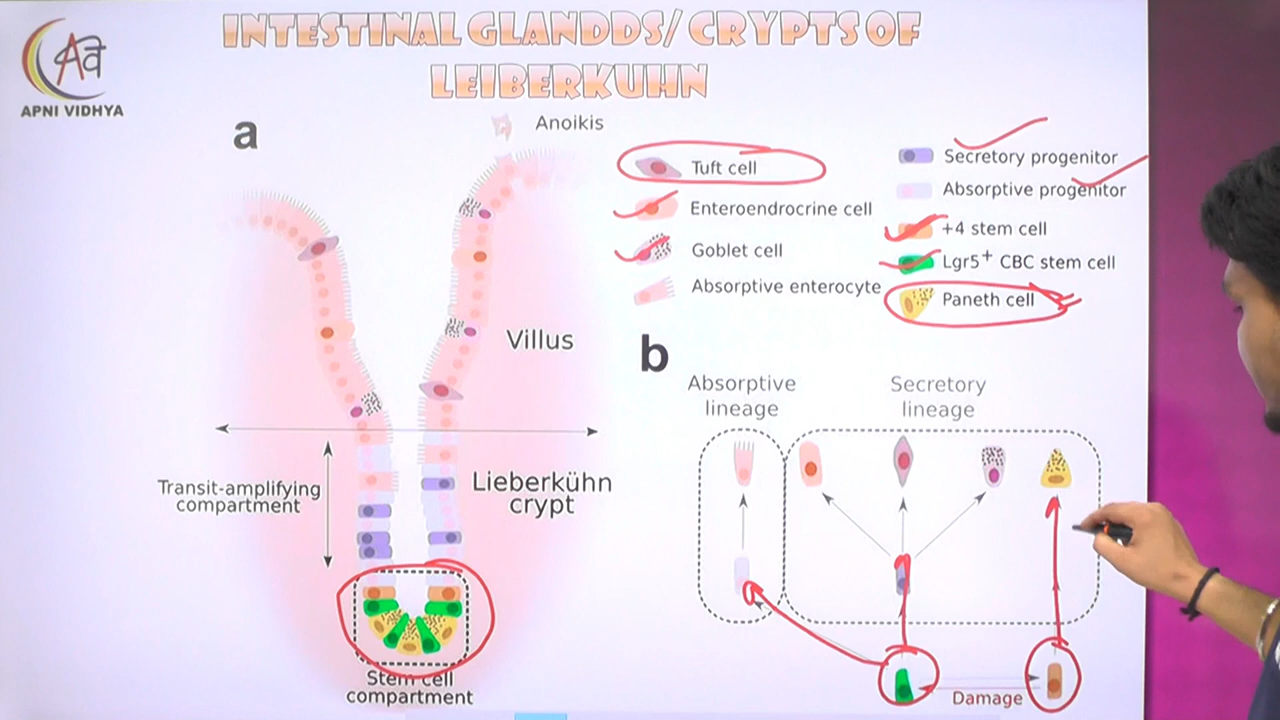 INTESTINAL GLANDDS/ CRYPTS OF
LEIBERKUHN
Aवी
APNI VIDHYA
a
Anoikis
Tuft cell
Enteroendrocrine cell
Goblet cell
Absorptive enterocyte
Secretory progenitor
Absorptive progenitor
+4 stem cell
Lgr5+ CBC stem cell
Paneth cell
Villus
Transit-amplifying
compartment
Lieberkühn
crypt
Stem cell
compartment
b
Absorptive
lineage
Secretory
lineage
Damage